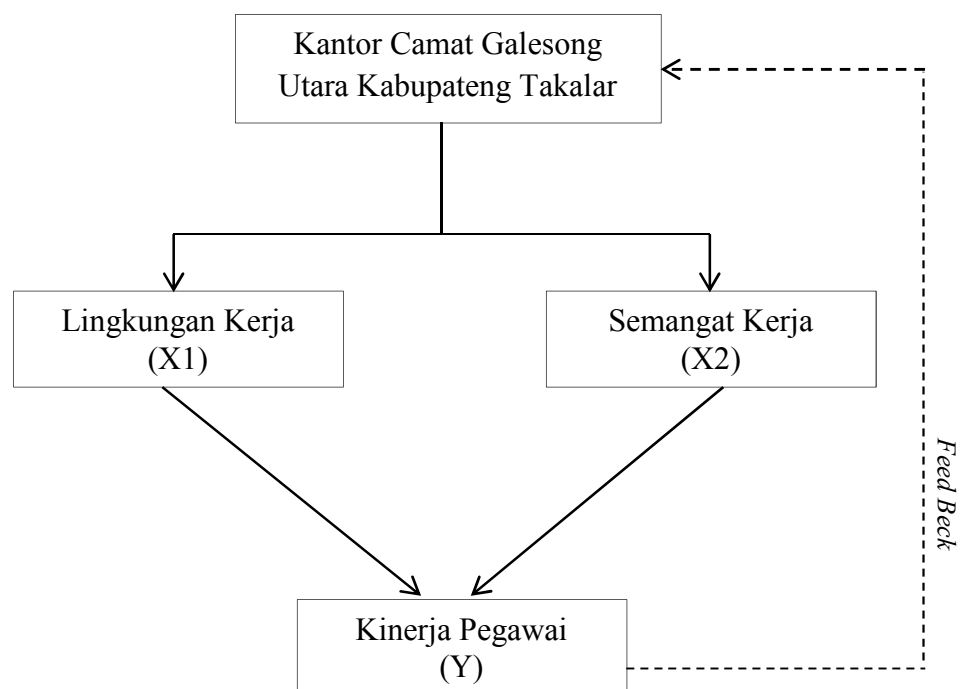 Kantor Camat Galesong
Utara Kabupateng Takalar
Lingkungan Kerja
(X1)
Semangat Kerja
(X2)
Feed Beck
Kinerja Pegawai
(Y)